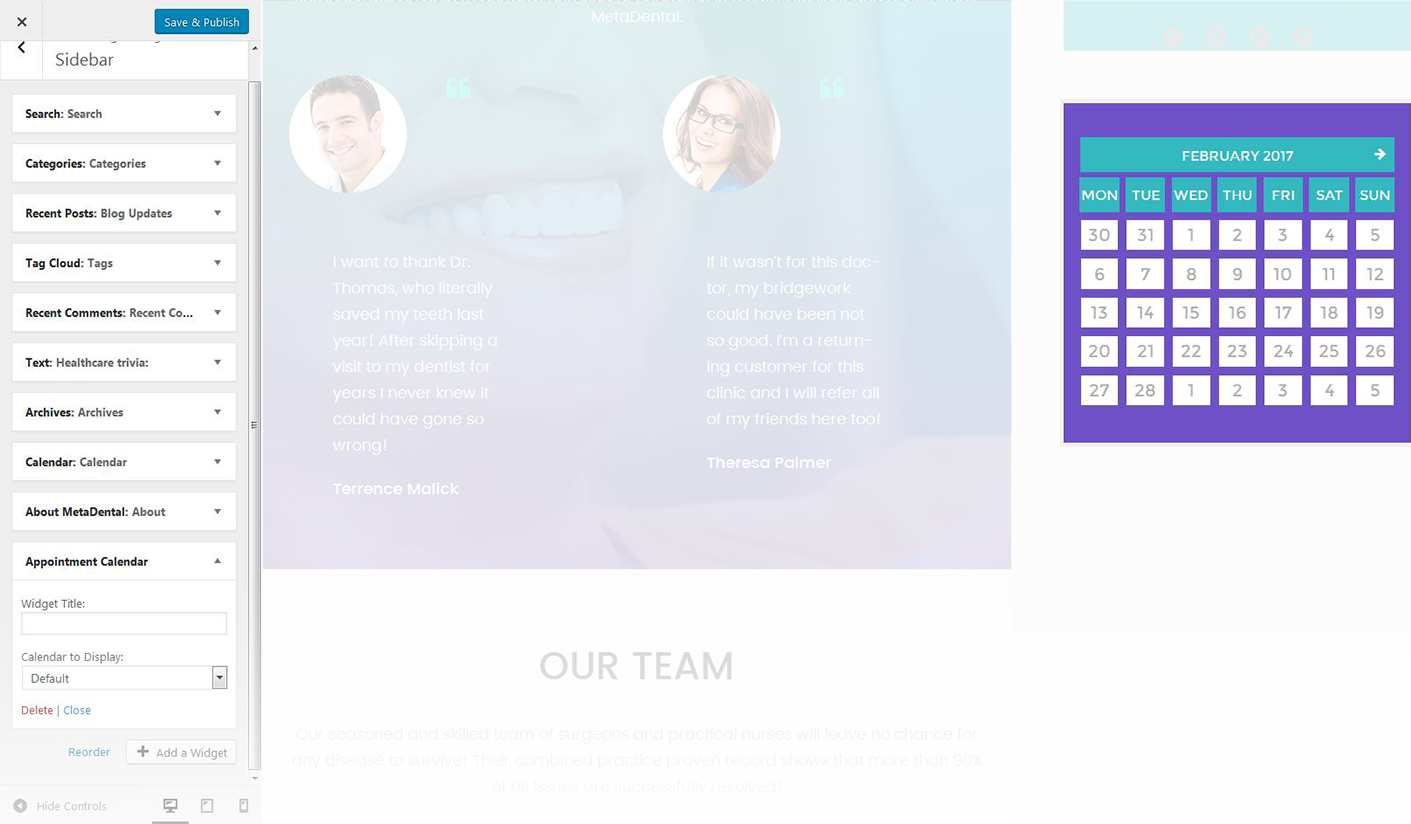 Save & Publish
Sidebar
Search: Search
Categories: Categories
Recent Posts: Blog Updates
Tag Cloud: Tags
Recent Comments: Recent Co...
Text: Healthcare trivia:
Archives: Archives
Calendar: Calendar
About MetaDental: About
Appointment Calendar
Widget Title:
Calendar to Display:
Default
Delete | Close
Reorder
Add a Widget
Hide Controls
MetaDental.
I want to thank Dr.
Thomas, who literally
saved my teeth last
year! After skipping a
visit to my dentist for
years I never knew it
could have gone so
wrong!
Terrence Malick
If it wasn't for this doc-
tor, my bridgework
could have been not
so good. I'm a return-
ing customer for this
clinic and I will refer all
of my friends here too!
Theresa Palmer
OUR TEAM
Our seasoned and skilled team of surgeons and practical nurses will leave no chance for
any disease to survive! Their combined practice proven record shows that more than 90%
of all issues are successfully resolved!
FEBRUARY 2017
MON TUE WED THU FRI SAT SUN
30 31 1 2 3 4 5
6 7 8 9 10 11 12
13 14 15 16 17 18 19
20 21 22 23 24 25 26
27 28 1 2 3 4 5